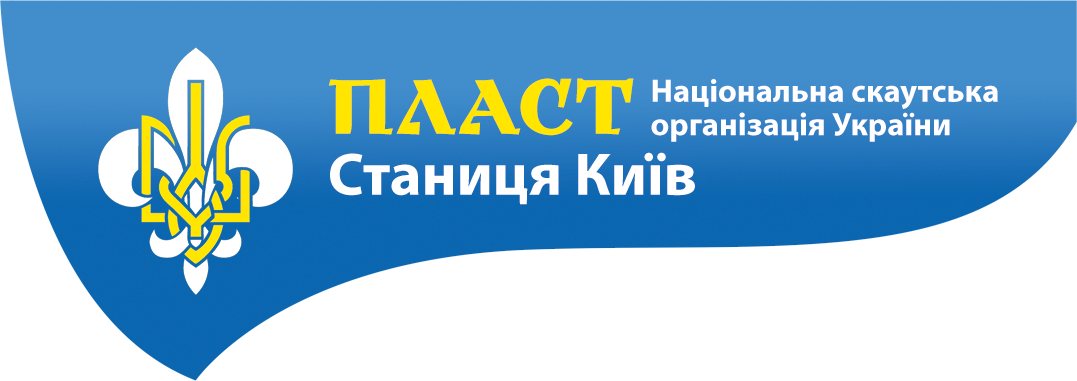 ПЛАСТ
Національна скаутська
організація України
Станиця Київ